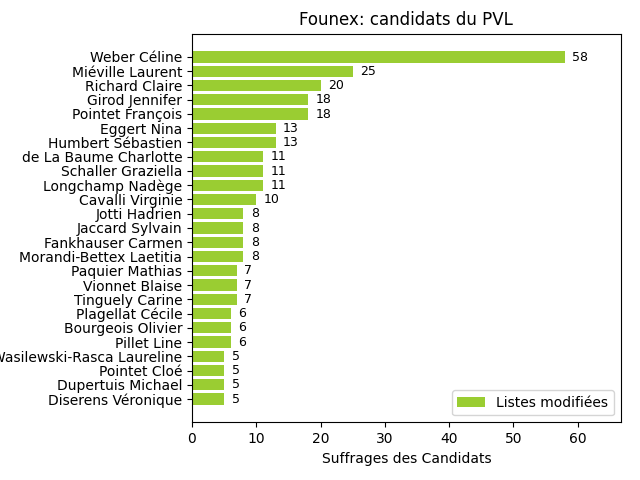 Founex: candidats du PVL
Weber Céline 58
Miéville Laurent 25
Richard Claire 20
Girod Jennifer 18
Pointet François 18
Eggert Nina 13
Humbert Sébastien 13
de La Baume Charlotte 11
Schaller Graziella 11
Longchamp Nadège 11
Cavalli Virginie 10
Jotti Hadrien 8
Jaccard Sylvain 8
Fankhauser Carmen 8
Morandi-Bettex Laetitia 8
Paquier Mathias 7
Vionnet Blaise 7
Tinguely Carine 7
Plagellat Cécile 6
Bourgeois Olivier 6
Pillet Line 6
Wasilewski-Rasca Laureline 5
Pointet Cloé 5
Dupertuis Michael 5
Diserens Véronique 5
Listes modifiées
0 10 20 30 40 50 60
Suffrages des Candidats